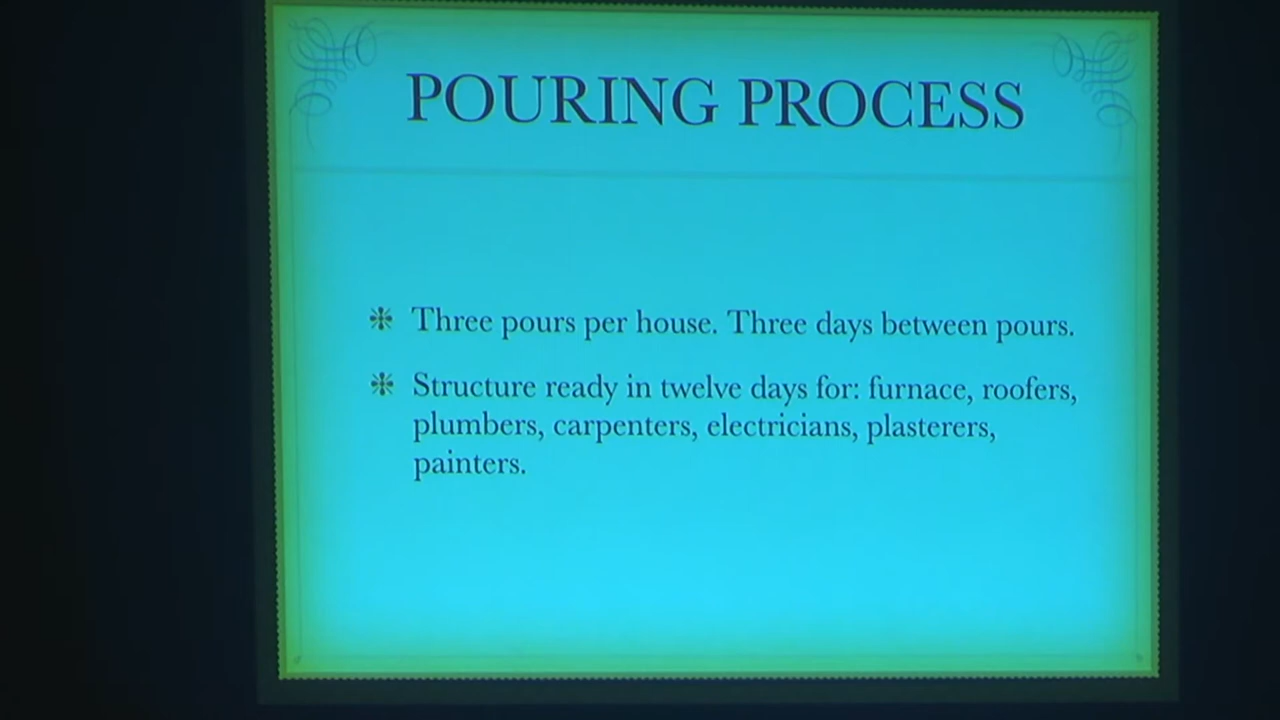 POURING PROCESS
Three pours per house. Three days between pours.
Structure ready in twelve days for: furnace, roofers,
plumbers, carpenters, electricians, plasterers,
painters.